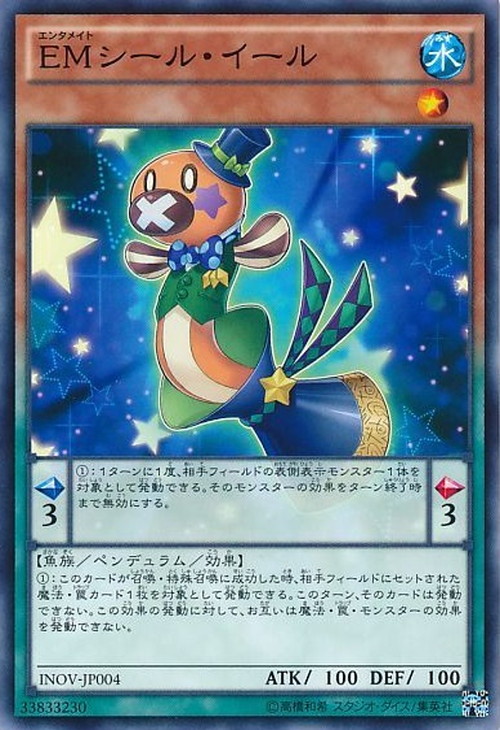 エンタメイト
EMシール・イール
水
①：1ターンに1度、相手フィールドの表側表示モンスター1体を
対象として発動できる。そのモンスターの効果をターン終了時
まで無効にする。
3
3
【魚族／ペンデュラム／効果】
①：このカードが召喚・特殊召喚に成功した時、相手フィールドにセットされた
魔法・罠カード1枚を対象として発動できる。このターン、そのカードは発動
できない。この効果の発動に対して、お互いは魔法・罠・モンスターの効果
を発動できない。
INOV-JP004
ATK/ 100 DEF/ 100
33833230
©高橋和希 スタジオ・ダイス/集英社